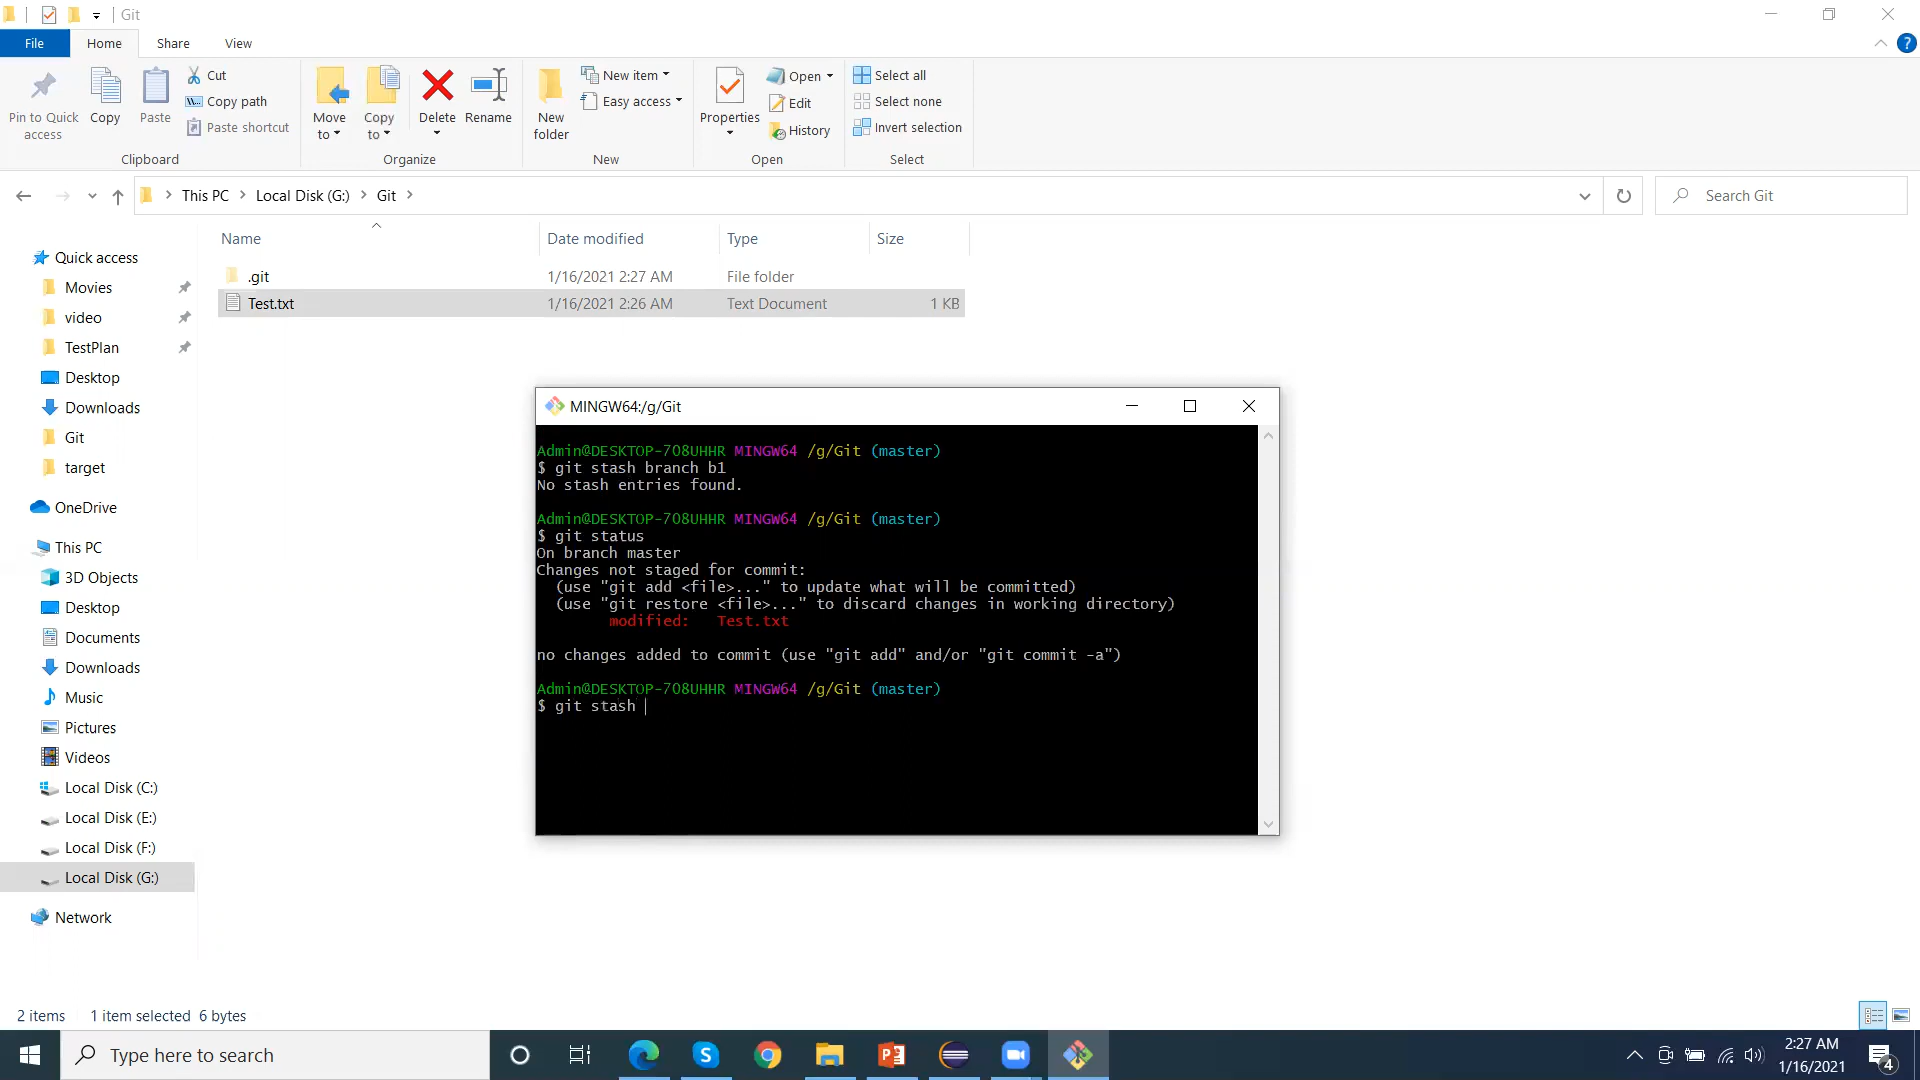 Git
File Home Share View
Pin to Quick access
Copy
Paste
Cut
Copy path
Paste shortcut
Clipboard
Move to
Copy to
Delete
Rename
Organize
New folder
New item
Easy access
New
Properties
Open
Edit
History
Open
Select all
Select none
Invert selection
Select
This PC > Local Disk (G:) > Git >
Search Git
Name Date modified Type Size
.git 1/16/2021 2:27 AM File folder
Test.txt 1/16/2021 2:26 AM Text Document 1 KB
Quick access
Movies
video
TestPlan
Desktop
Downloads
Git
target
OneDrive
This PC
3D Objects
Desktop
Documents
Downloads
Music
Pictures
Videos
Local Disk (C:)
Local Disk (E:)
Local Disk (F:)
Local Disk (G:)
Network
MINGW64:/g/Git
Admin@DESKTOP-708UHHR MINGW64 /g/Git (master)
$ git stash branch b1
No stash entries found.
Admin@DESKTOP-708UHHR MINGW64 /g/Git (master)
$ git status
On branch master
Changes not staged for commit:
(use "git add <file>..." to update what will be committed)
(use "git restore <file>..." to discard changes in working directory)
modified: Test.txt
no changes added to commit (use "git add" and/or "git commit -a")
Admin@DESKTOP-708UHHR MINGW64 /g/Git (master)
$ git stash
2 items 1 item selected 6 bytes
Type here to search
2:27 AM
1/16/2021
4